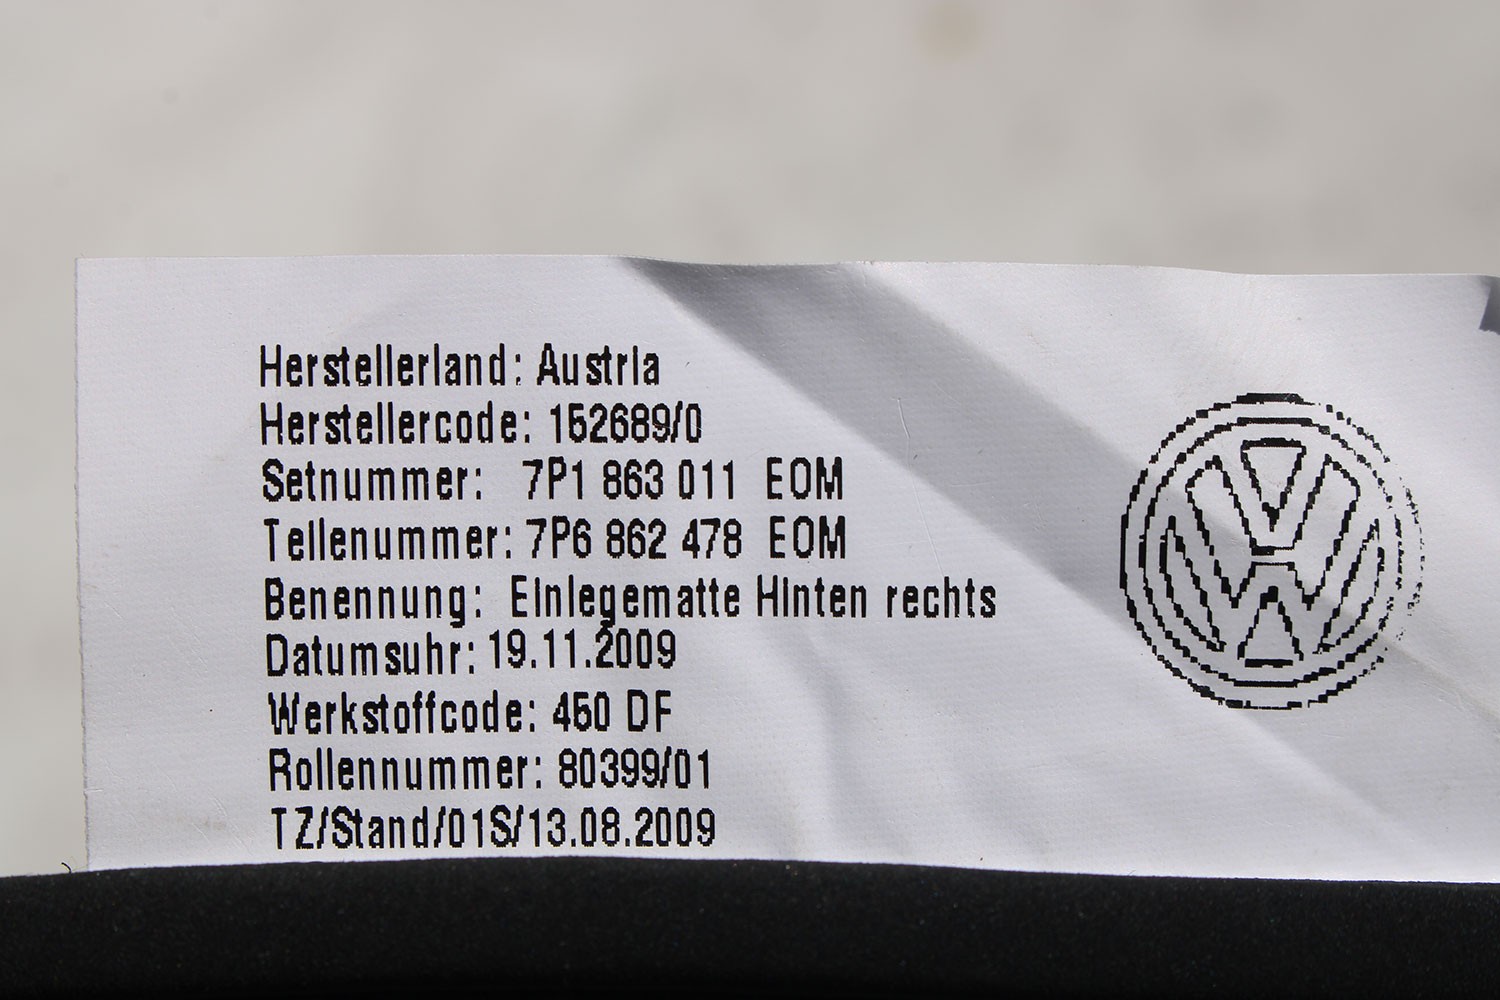 Herstellerland: Austria
Herstellercode: 152689/0
Setnummer: 7P1 863 011 EOM
Teilenummer: 7P6 862 478 EOM
Benennung: Einlegematte Hinten rechts
Datumsuhr: 19.11.2009
Werkstoffcode: 450 DF
Rollennummer: 80399/01
TZ/Stand/01S/13.08.2009
VW